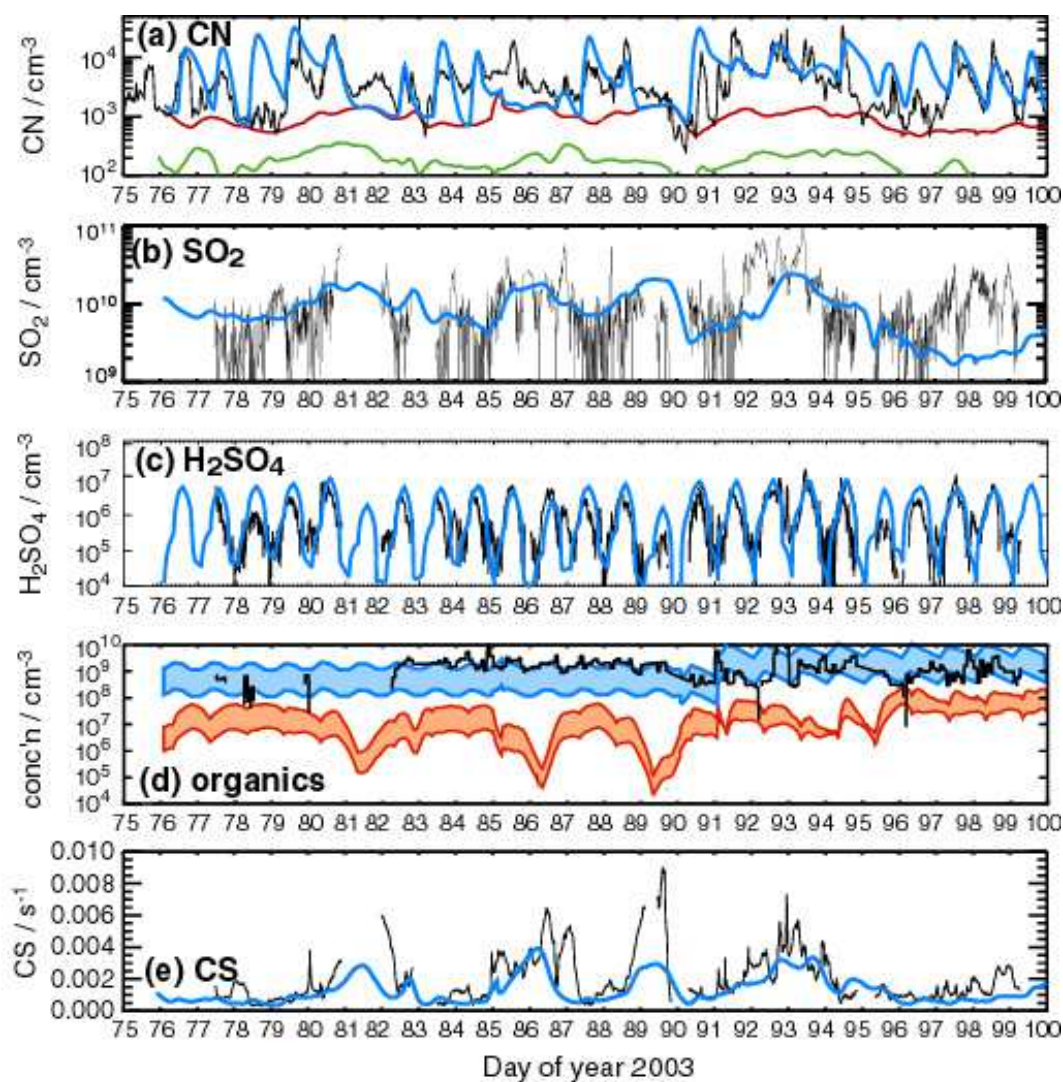 (a) CN
CN / cm⁻³
10⁴
10³
10²
75 76 77 78 79 80 81 82 83 84 85 86 87 88 89 90 91 92 93 94 95 96 97 98 99 100
(b) SO₂
SO₂ / cm⁻³
10¹¹
10¹⁰
10⁹
75 76 77 78 79 80 81 82 83 84 85 86 87 88 89 90 91 92 93 94 95 96 97 98 99 100
(c) H₂SO₄
H₂SO₄ / cm⁻³
10⁸
10⁷
10⁶
10⁵
10⁴
75 76 77 78 79 80 81 82 83 84 85 86 87 88 89 90 91 92 93 94 95 96 97 98 99 100
conc'n / cm⁻³
10¹⁰
10⁹
10⁸
10⁷
10⁶
10⁵
10⁴
(d) organics
75 76 77 78 79 80 81 82 83 84 85 86 87 88 89 90 91 92 93 94 95 96 97 98 99 100
CS / s⁻¹
0.010
0.008
0.006
0.004
0.002
0.000
(e) CS
75 76 77 78 79 80 81 82 83 84 85 86 87 88 89 90 91 92 93 94 95 96 97 98 99 100
Day of year 2003